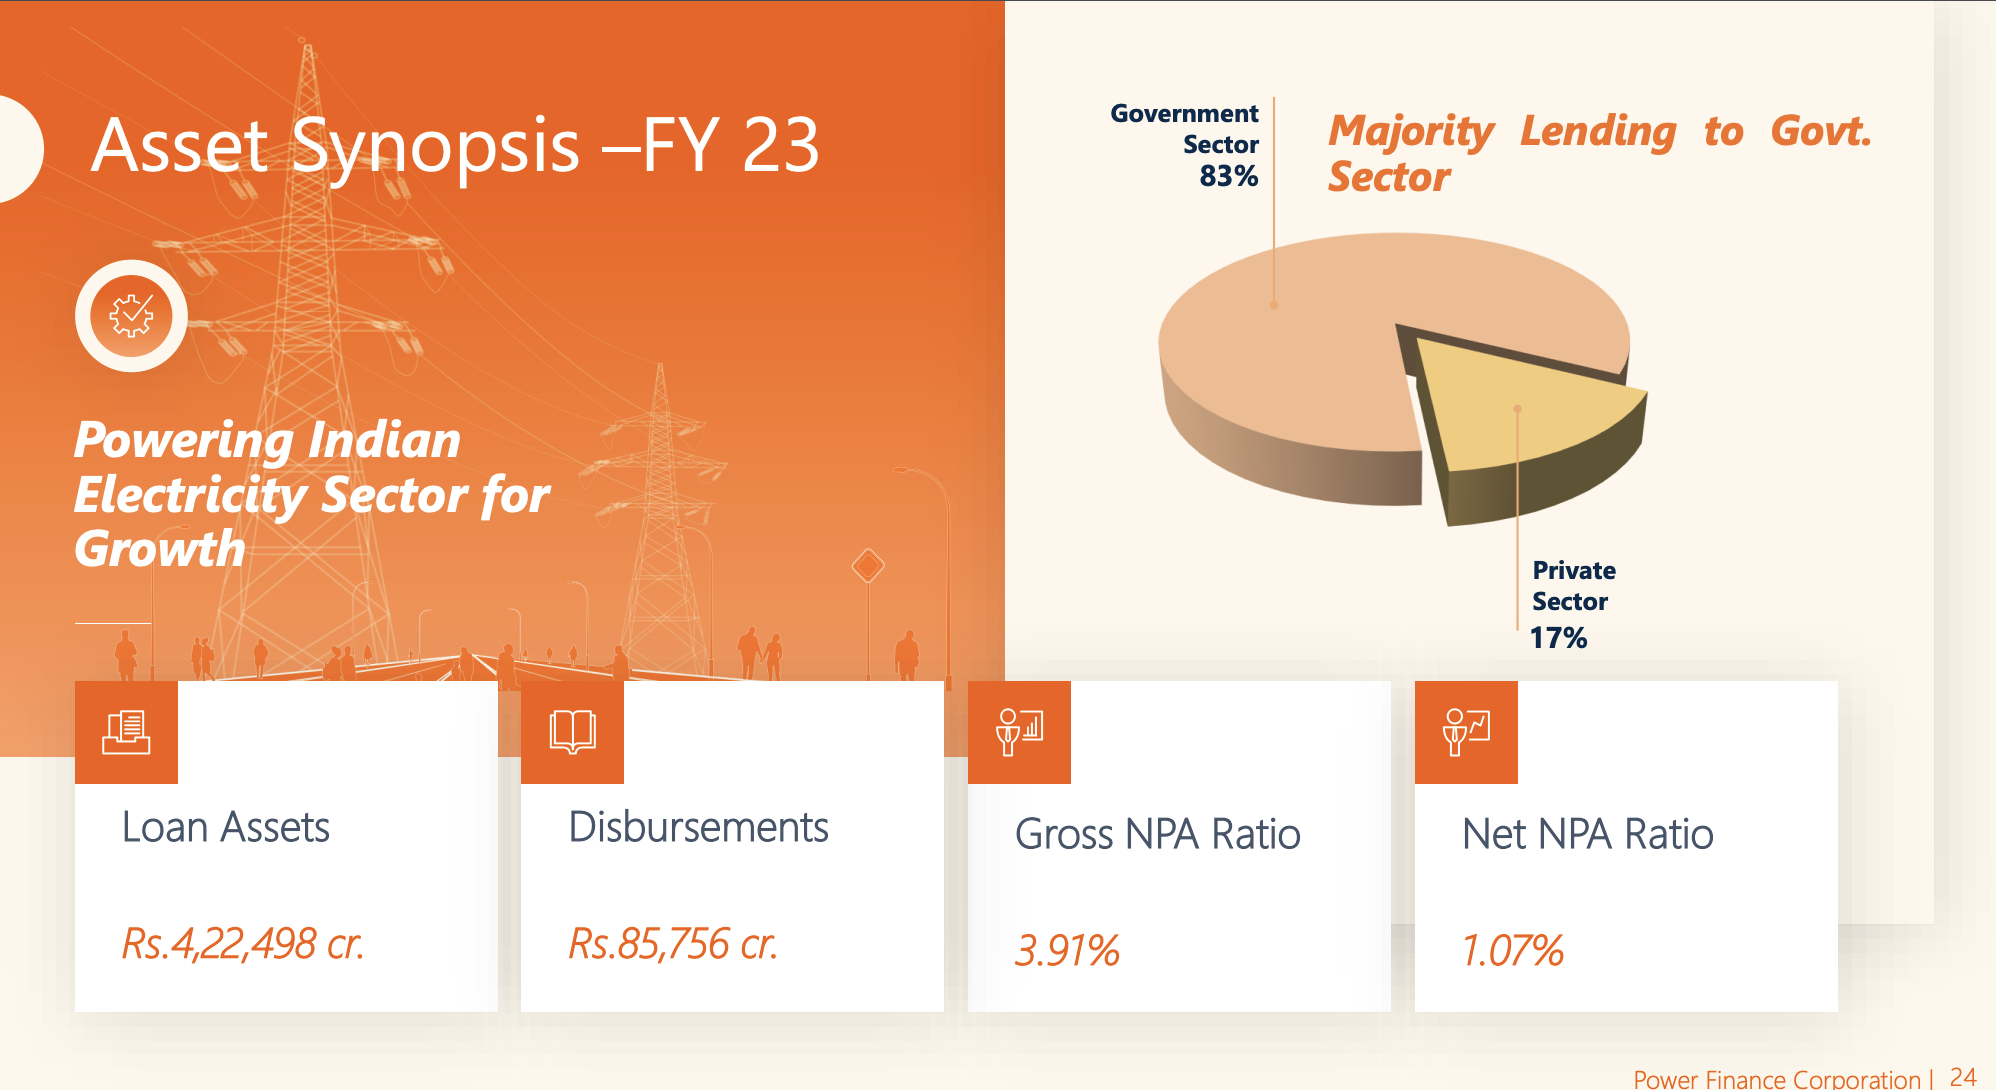 Asset Synopsis –FY 23
Powering Indian
Electricity Sector for
Growth
Government
Sector
83%
Majority Lending to Govt.
Sector
Private
Sector
17%
Loan Assets
Rs.4,22,498 cr.
Disbursements
Rs.85,756 cr.
Gross NPA Ratio
3.91%
Net NPA Ratio
1.07%
Power Finance Corporation | 24